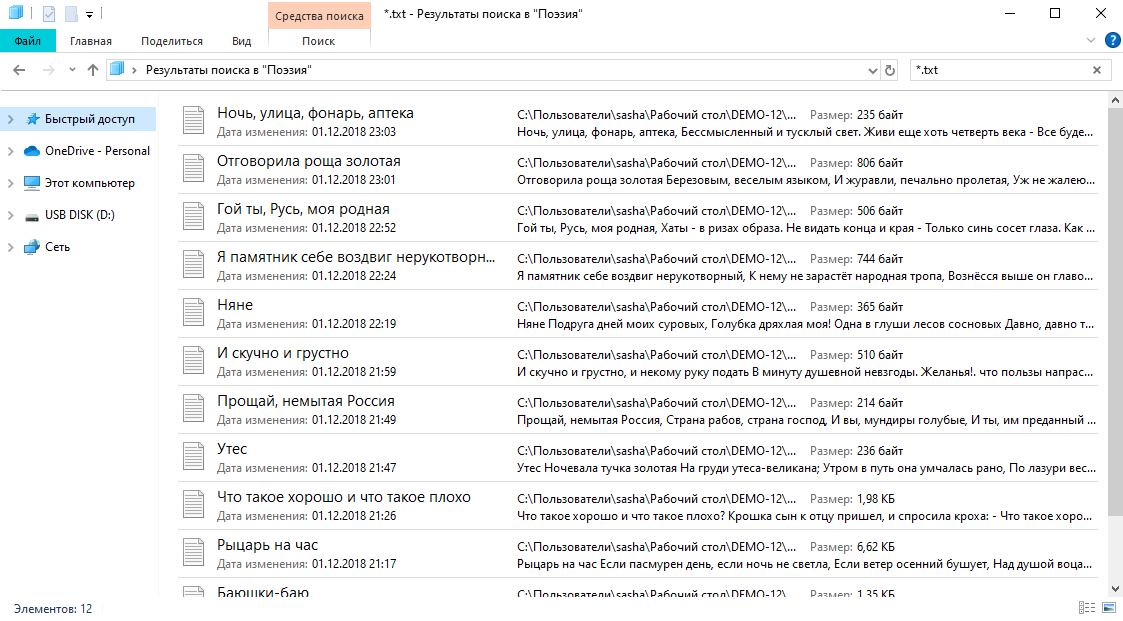 Средства поиска
*.txt - Результаты поиска в "Поэзия"
Файл
Главная
Поделиться
Вид
Поиск
Результаты поиска в "Поэзия"
*.txt
Быстрый доступ
OneDrive - Personal
Этот компьютер
USB DISK (D:)
Сеть
Ночь, улица, фонарь, аптека
C:\Пользователи\sasha\Рабочий стол\DEMO-12\... Размер: 235 байт
Дата изменения: 01.12.2018 23:03
Ночь, улица, фонарь, аптека, Бессмысленный и тусклый свет. Живи еще хоть четверть века - Все буде...
Отговорила роща золотая
C:\Пользователи\sasha\Рабочий стол\DEMO-12\... Размер: 806 байт
Дата изменения: 01.12.2018 23:01
Отговорила роща золотая Березовым, веселым языком, И журавли, печально пролетая, Уж не жалею...
Гой ты, Русь, моя родная
C:\Пользователи\sasha\Рабочий стол\DEMO-12\... Размер: 506 байт
Дата изменения: 01.12.2018 22:52
Гой ты, Русь, моя родная, Хаты - в ризах образа. Не видать конца и края - Только синь сосет глаза. Как ...
Я памятник себе воздвиг нерукотворн...
C:\Пользователи\sasha\Рабочий стол\DEMO-12\... Размер: 744 байт
Дата изменения: 01.12.2018 22:24
Я памятник себе воздвиг нерукотворный, К нему не зарастёт народная тропа, Вознёсся выше он главо...
Няне
C:\Пользователи\sasha\Рабочий стол\DEMO-12\... Размер: 365 байт
Дата изменения: 01.12.2018 22:19
Няне Подруга дней моих суровых, Голубка дряхлая моя! Одна в глуши лесов сосновых Давно, давно т...
И скучно и грустно
C:\Пользователи\sasha\Рабочий стол\DEMO-12\... Размер: 510 байт
Дата изменения: 01.12.2018 21:59
И скучно и грустно, и некому руку подать В минуту душевной невзгоды. Желанья!. что пользы напрас...
Прощай, немытая Россия
C:\Пользователи\sasha\Рабочий стол\DEMO-12\... Размер: 214 байт
Дата изменения: 01.12.2018 21:49
Прощай, немытая Россия, Страна рабов, страна господ, И вы, мундиры голубые, И ты, им преданный ...
Утес
C:\Пользователи\sasha\Рабочий стол\DEMO-12\... Размер: 236 байт
Дата изменения: 01.12.2018 21:47
Утес Ночевала тучка золотая На груди утеса-великана; Утром в путь она умчалась рано, По лазури вес...
Что такое хорошо и что такое плохо
C:\Пользователи\sasha\Рабочий стол\DEMO-12\... Размер: 1,98 КБ
Дата изменения: 01.12.2018 21:26
Что такое хорошо и что такое плохо? Крошка сын к отцу пришел, и спросила кроха: - Что такое хоро...
Рыцарь на час
C:\Пользователи\sasha\Рабочий стол\DEMO-12\... Размер: 6,62 КБ
Дата изменения: 01.12.2018 21:17
Рыцарь на час Если пасмурен день, если ночь не светла, Если ветер осенний бушует, Над душой воца...
Баюшки-баю
C:\Пользователи\sasha\Рабочий стол\DEMO-12\... Размер: 1,35 КБ
Элементов: 12